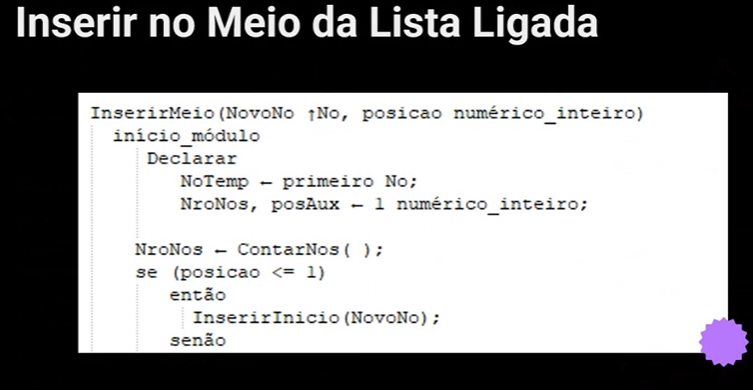 Inserir no Meio da Lista Ligada
InserirMeio(NovoNo ↑No, posicao numérico_inteiro)
início_módulo
Declarar
NoTemp ← primeiro No;
NroNos, posAux ← 1 numérico_inteiro;
NroNos ← ContarNos( );
se (posicao <= 1)
então
InserirInicio(NovoNo);
senão